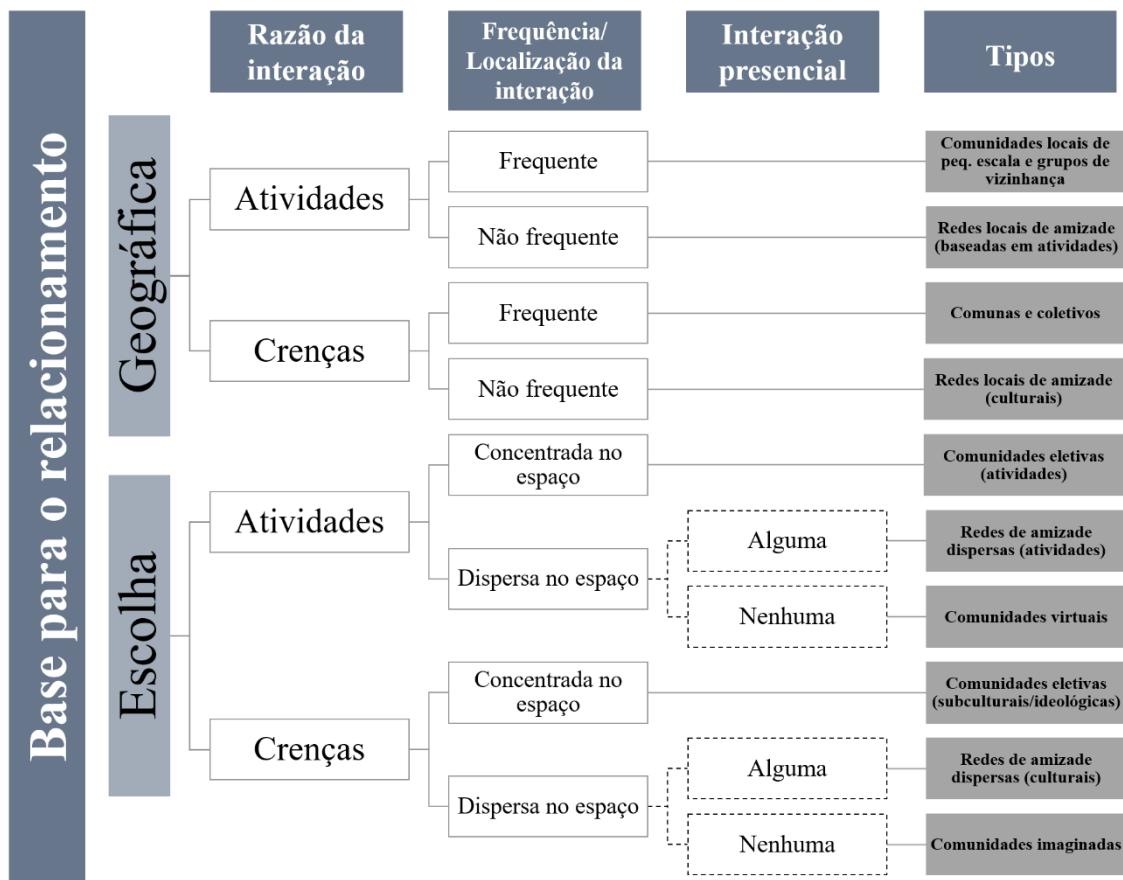 Base para o relacionamento
Razão da
interação
Frequência/
Localização da
interação
Interação
presencial
Tipos
Geográfica
Atividades
Frequente
Comunidades locais de
peq. escala e grupos de
vizinhança
Não frequente
Redes locais de amizade
(baseadas em atividades)
Crenças
Frequente
Comunas e coletivos
Não frequente
Redes locais de amizade
(culturais)
Escolha
Atividades
Concentrada no
espaço
Comunidades eletivas
(atividades)
Dispersa no espaço
Alguma
Redes de amizade
dispersas (atividades)
Nenhuma
Comunidades virtuais
Crenças
Concentrada no
espaço
Comunidades eletivas
(subculturais/ideológicas)
Dispersa no espaço
Alguma
Redes de amizade
dispersas (culturais)
Nenhuma
Comunidades imaginadas